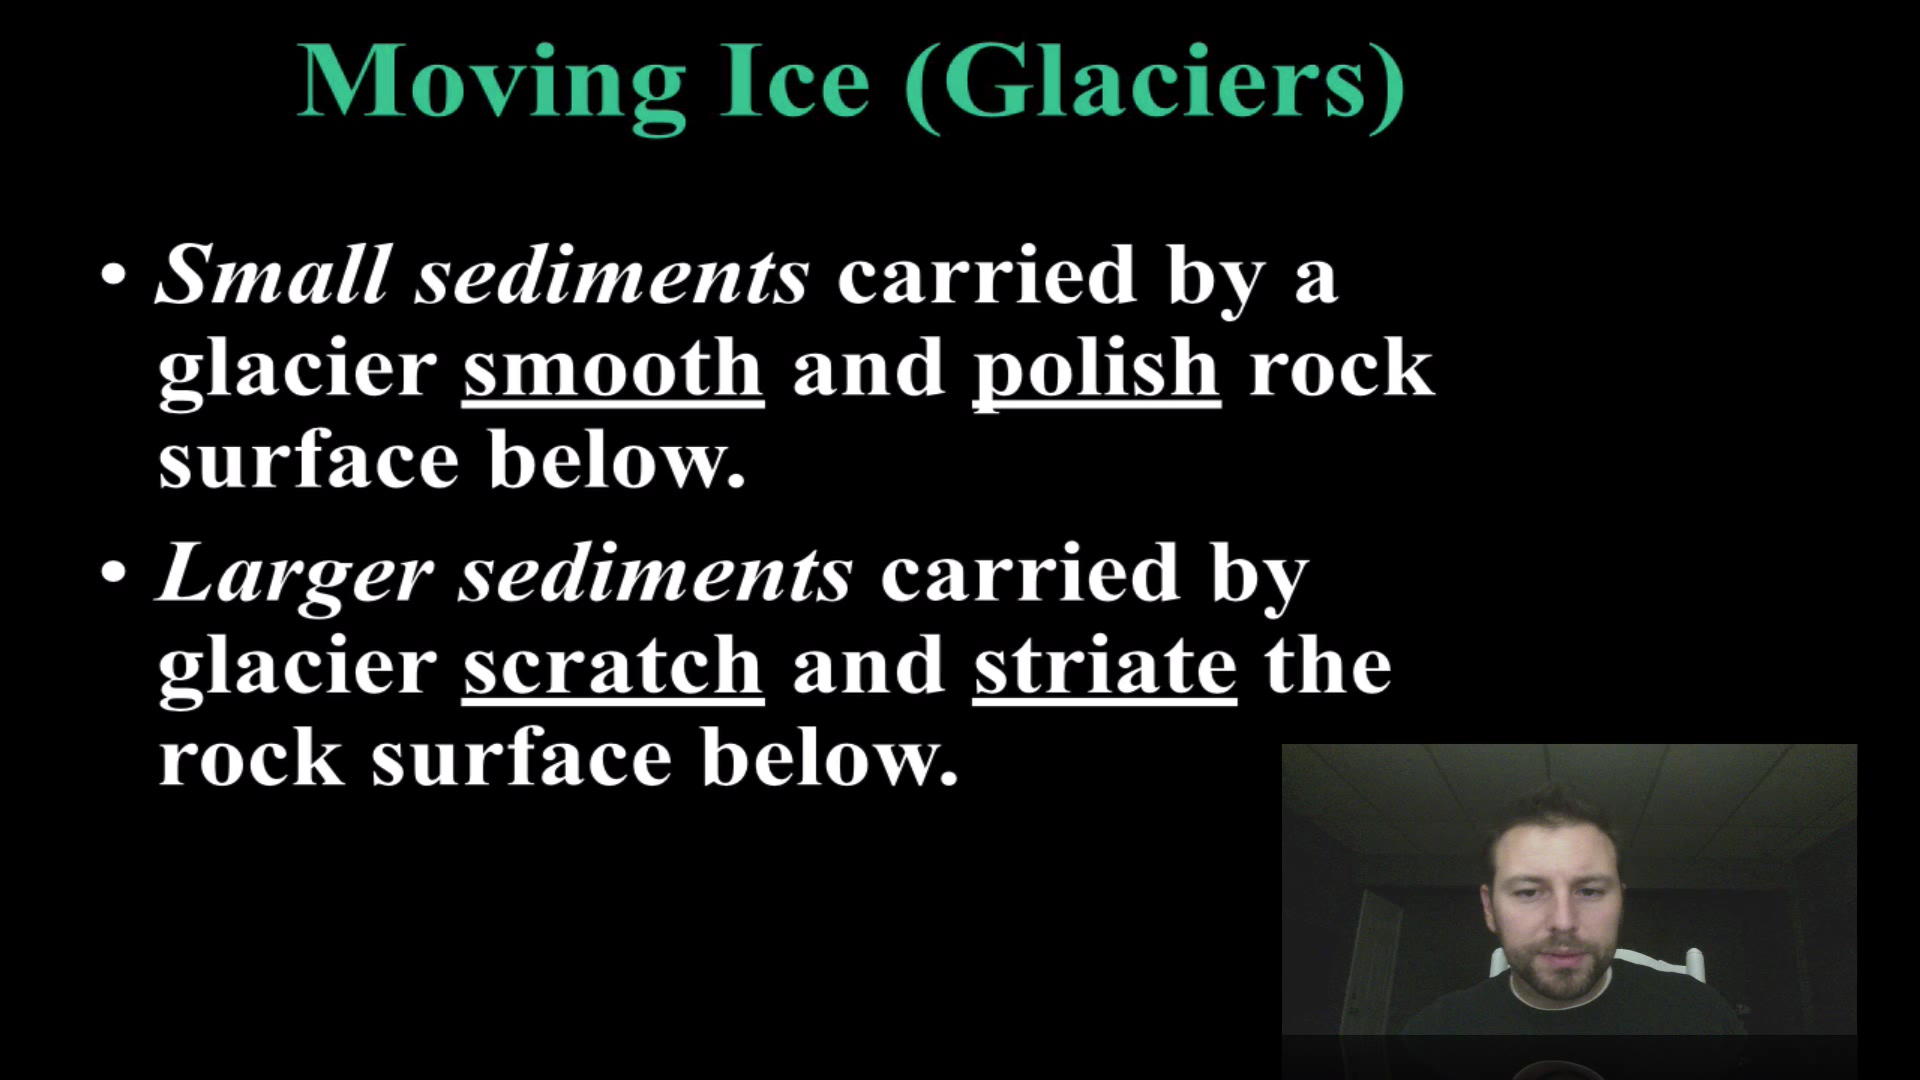 Moving Ice (Glaciers)
• Small sediments carried by a
glacier smooth and polish rock
surface below.
• Larger sediments carried by
glacier scratch and striate the
rock surface below.